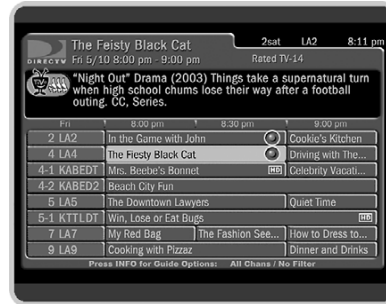 The Feisty Black Cat
2sat LA2 8:11 pm
DIRECTV Fri 5/10 8:00 pm - 9:00 pm Rated TV-14
"Night Out" Drama (2003) Things take a supernatural turn
when high school chums lose their way after a football
outing. CC, Series.
Fri 8:00 pm 8:30 pm 9:00 pm
2 LA2 In the Game with John Cookie's Kitchen
4 LA4 The Fiesty Black Cat Driving with The...
4-1 KABEDT Mrs. Beebe's Bonnet HD Celebrity Vacati...
4-2 KABED2 Beach City Fun
5 LA5 The Downtown Lawyers Quiet Time
5-1 KTTLDT Win, Lose or Eat Bugs HD
7 LA7 My Red Bag The Fashion See... How to Dress to...
9 LA9 Cooking with Pizzaz Dinner and Drinks
Press INFO for Guide Options: All Chans / No Filter